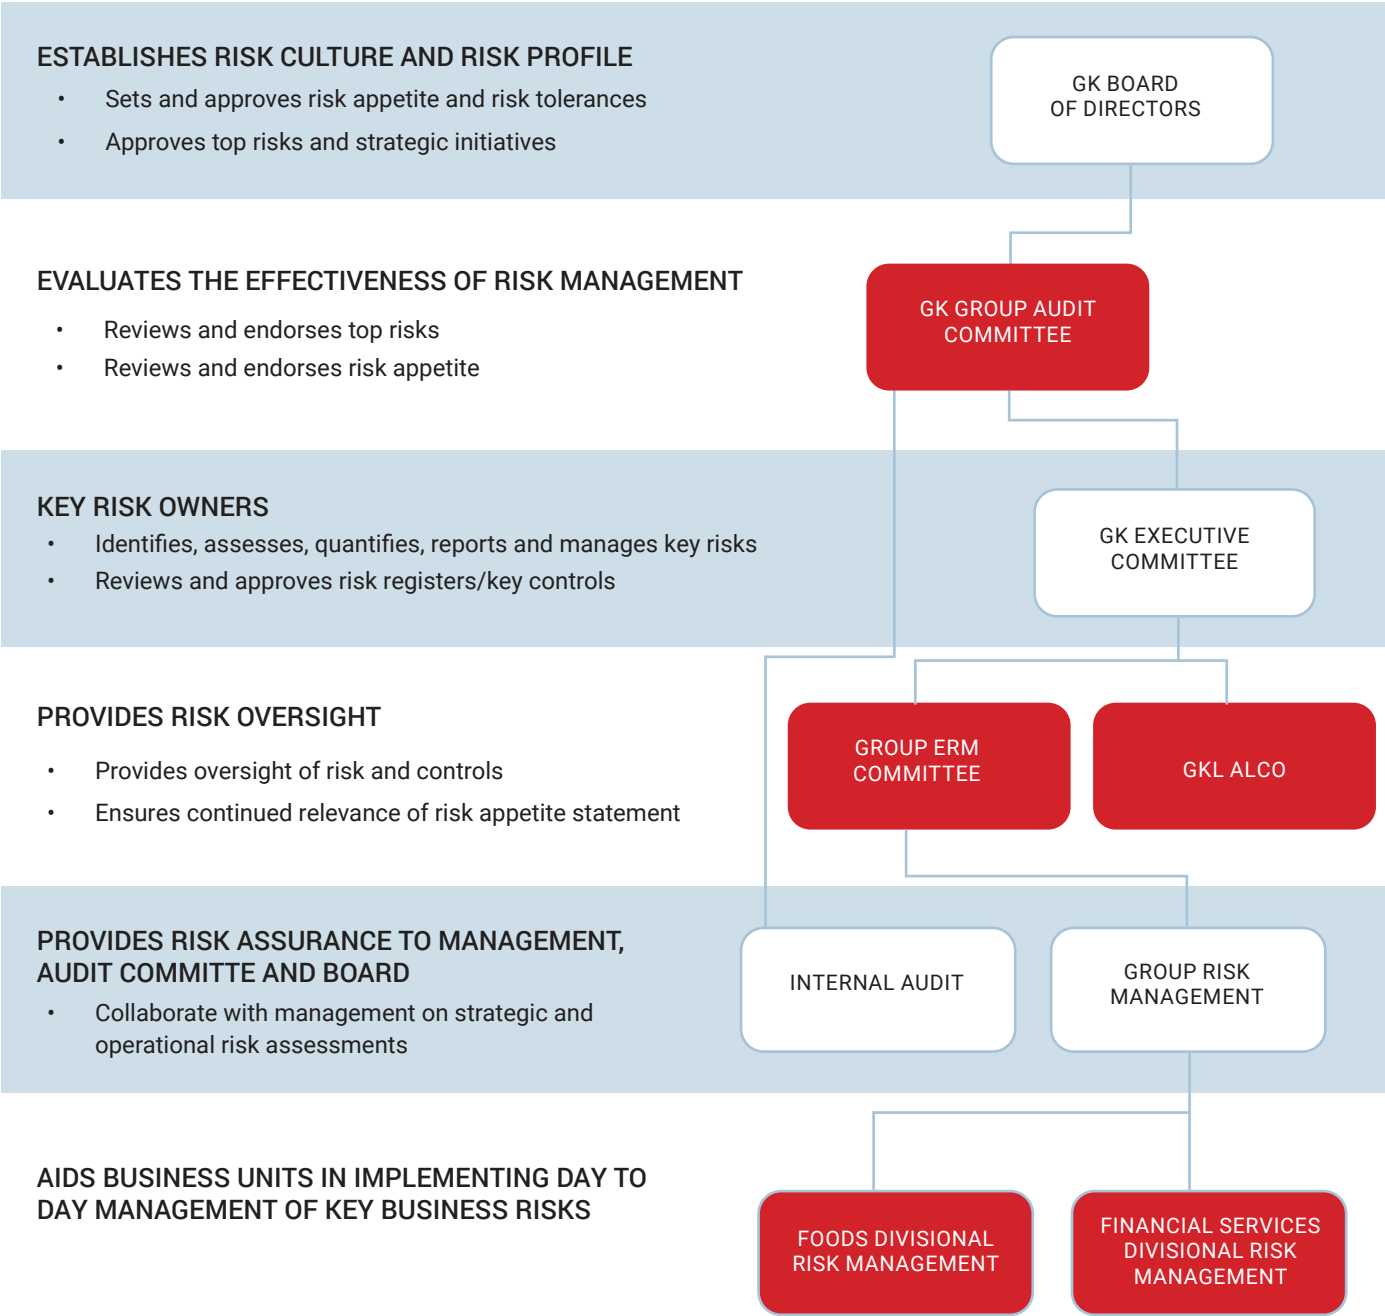 ESTABLISHES RISK CULTURE AND RISK PROFILE
• Sets and approves risk appetite and risk tolerances
• Approves top risks and strategic initiatives
GK BOARD
OF DIRECTORS
EVALUATES THE EFFECTIVENESS OF RISK MANAGEMENT
• Reviews and endorses top risks
• Reviews and endorses risk appetite
GK GROUP AUDIT
COMMITTEE
KEY RISK OWNERS
• Identifies, assesses, quantifies, reports and manages key risks
• Reviews and approves risk registers/key controls
GK EXECUTIVE
COMMITTEE
PROVIDES RISK OVERSIGHT
• Provides oversight of risk and controls
• Ensures continued relevance of risk appetite statement
GROUP ERM
COMMITTEE
GKL ALCO
PROVIDES RISK ASSURANCE TO MANAGEMENT,
AUDIT COMMITTE AND BOARD
• Collaborate with management on strategic and
operational risk assessments
INTERNAL AUDIT
GROUP RISK
MANAGEMENT
AIDS BUSINESS UNITS IN IMPLEMENTING DAY TO
DAY MANAGEMENT OF KEY BUSINESS RISKS
FOODS DIVISIONAL
RISK MANAGEMENT
FINANCIAL SERVICES
DIVISIONAL RISK
MANAGEMENT